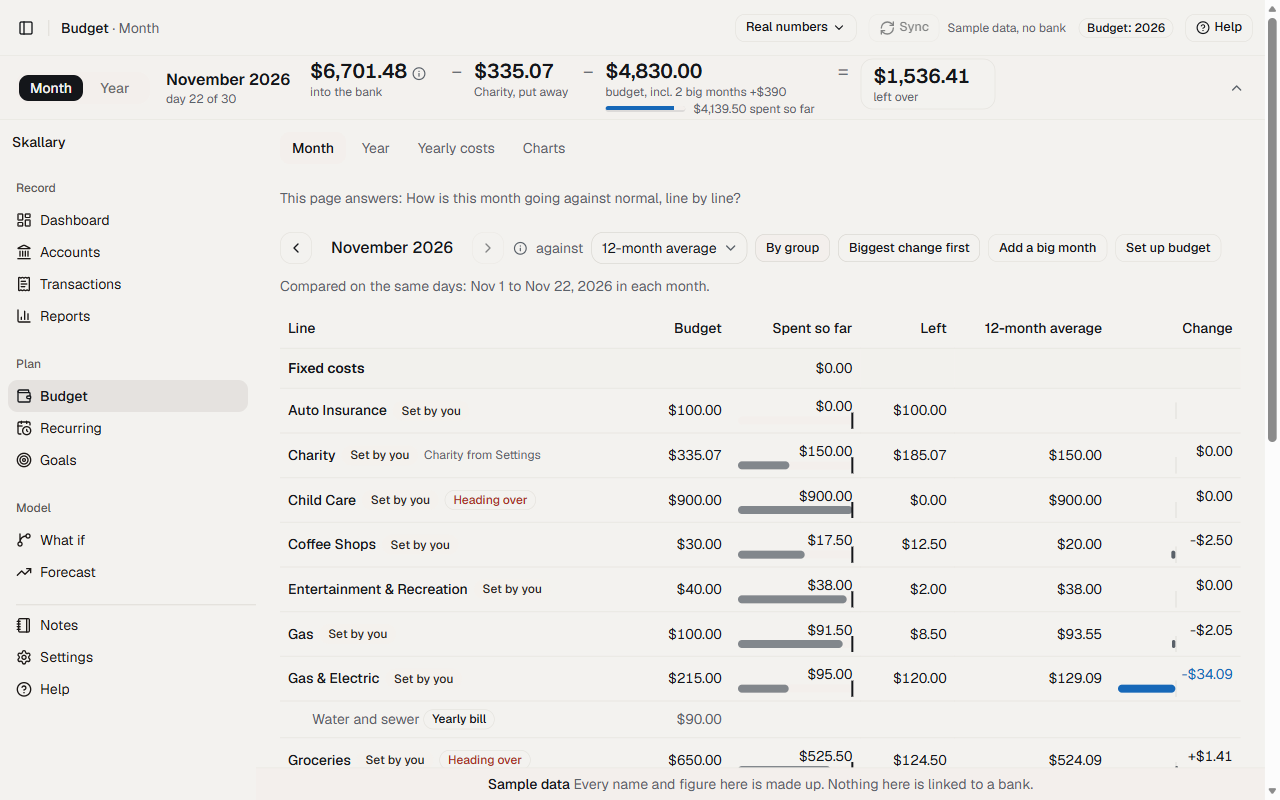 Budget · Month
Real numbers
Sync
Sample data, no bank
Budget: 2026
Help
Month
Year
November 2026
day 22 of 30
$6,701.48
into the bank
–
$335.07
Charity, put away
–
$4,830.00
budget, incl. 2 big months +$390
$4,139.50 spent so far
=
$1,536.41
left over
Skallary
Record
Dashboard
Accounts
Transactions
Reports
Plan
Budget
Recurring
Goals
Model
What if
Forecast
Notes
Settings
Help
Month Year Yearly costs Charts
This page answers: How is this month going against normal, line by line?
November 2026 against 12-month average By group Biggest change first Add a big month Set up budget
Compared on the same days: Nov 1 to Nov 22, 2026 in each month.
Line Budget Spent so far Left 12-month average Change
Fixed costs $0.00
Auto Insurance Set by you $100.00 $0.00 $100.00
Charity Set by you Charity from Settings $335.07 $150.00 $185.07 $150.00 $0.00
Child Care Set by you Heading over $900.00 $900.00 $0.00 $900.00 $0.00
Coffee Shops Set by you $30.00 $17.50 $12.50 $20.00 -$2.50
Entertainment & Recreation Set by you $40.00 $38.00 $2.00 $38.00 $0.00
Gas Set by you $100.00 $91.50 $8.50 $93.55 -$2.05
Gas & Electric Set by you $215.00 $95.00 $120.00 $129.09 -$34.09
Water and sewer Yearly bill $90.00
Groceries Set by you Heading over $650.00 $525.50 $124.50 $524.09 +$1.41
Sample data Every name and figure here is made up. Nothing here is linked to a bank.